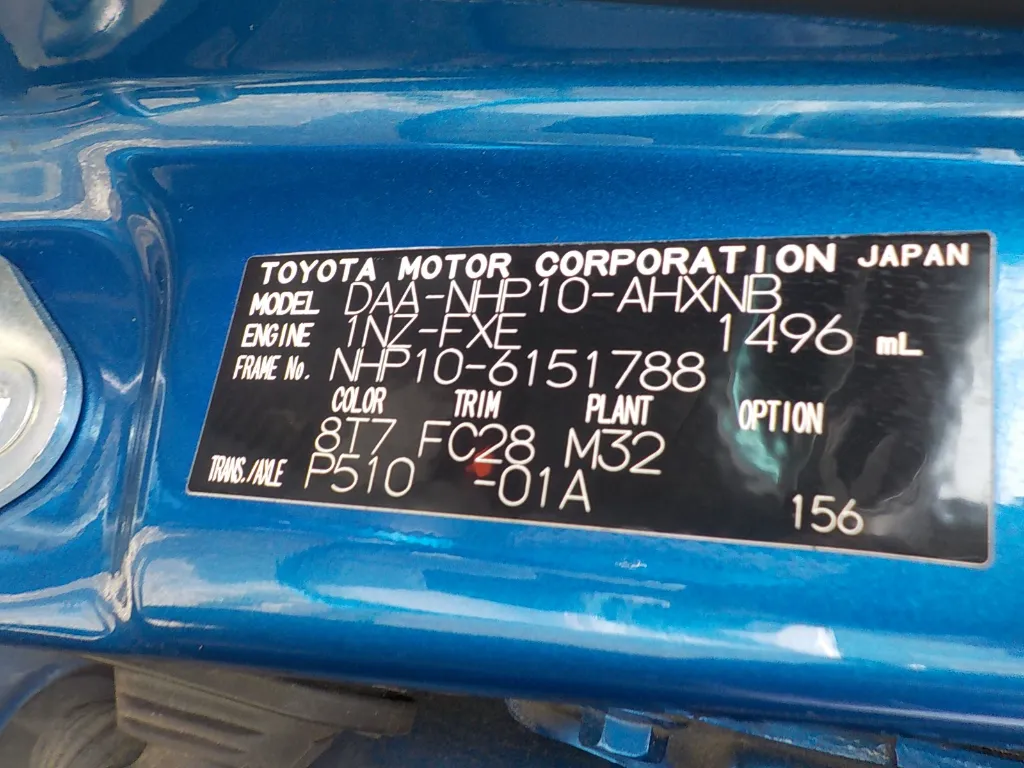 TOYOTA MOTOR CORPORATION JAPAN
MODEL DAA-NHP10-AHXNB
ENGINE 1NZ-FXE 1496 mL
FRAME No. NHP10-6151788
COLOR TRIM PLANT OPTION
8T7 FC28 M32
TRANS./AXLE P510 -01A
156